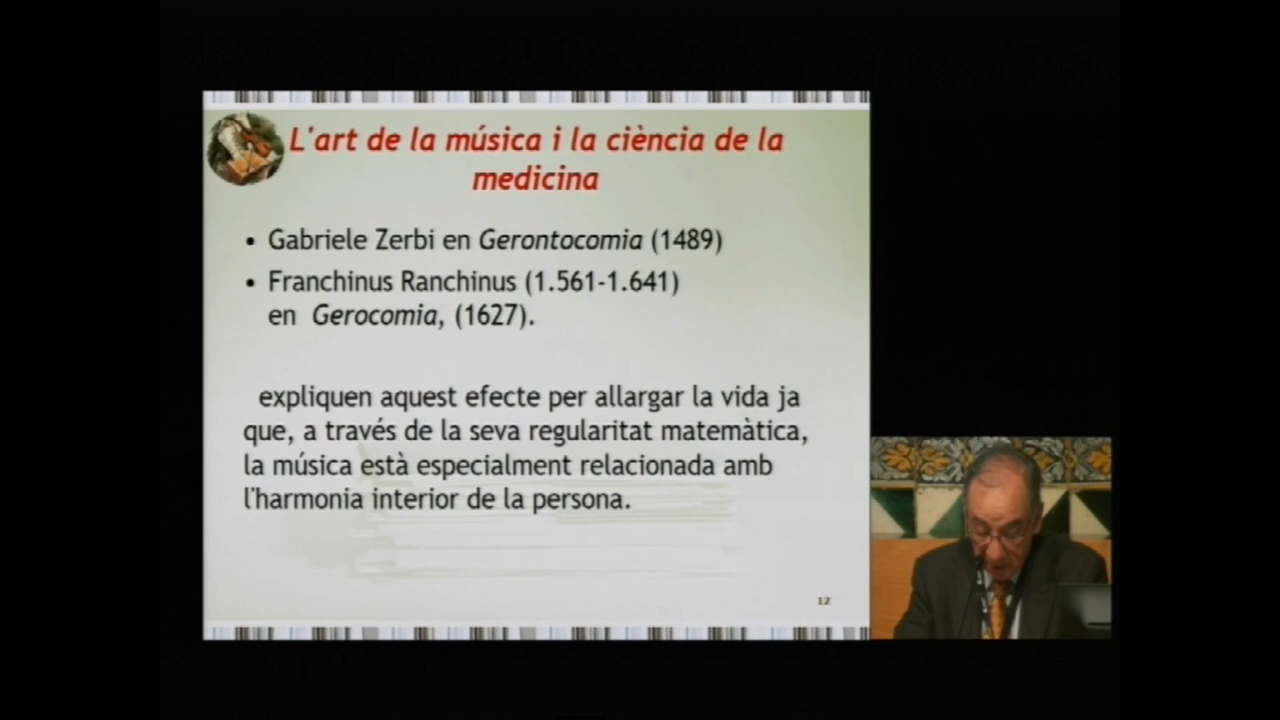 L'art de la música i la ciència de la
medicina
• Gabriele Zerbi en Gerontocomia (1489)
• Franchinus Ranchinus (1.561-1.641)
en Gerocomia, (1627).
expliquen aquest efecte per allargar la vida ja
que, a través de la seva regularitat matemàtica,
la música està especialment relacionada amb
l'harmonia interior de la persona.
12